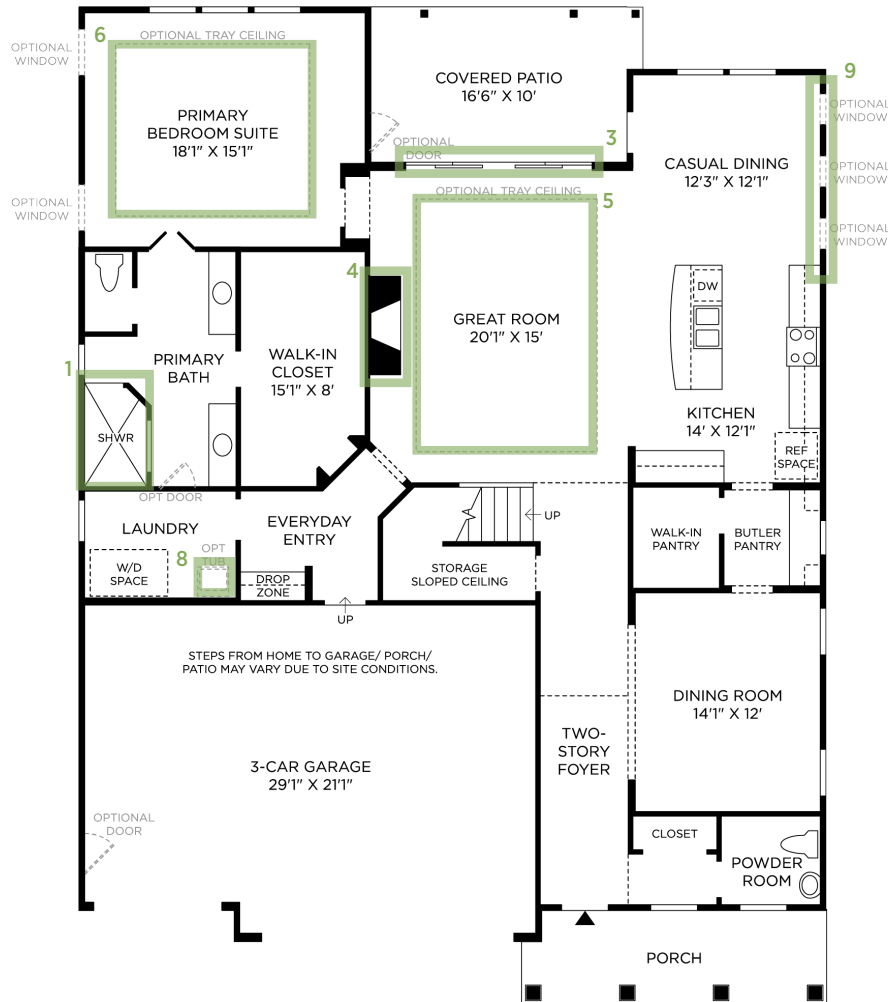 6
OPTIONAL TRAY CEILING
OPTIONAL
WINDOW
PRIMARY
BEDROOM SUITE
18'1" X 15'1"
OPTIONAL
WINDOW
COVERED PATIO
16'6" X 10'
OPTIONAL
DOOR
3
9
OPTIONAL
WINDOW
CASUAL DINING
12'3" X 12'1"
OPTIONAL
WINDOW
OPTIONAL
WINDOW
OPTIONAL TRAY CEILING
5
4
GREAT ROOM
20'1" X 15'
DW
1
PRIMARY
BATH
WALK-IN
CLOSET
15'1" X 8'
SHWR
KITCHEN
14' X 12'1"
REF
SPACE
OPT DOOR
LAUNDRY
EVERYDAY
ENTRY
UP
WALK-IN
PANTRY
BUTLER
PANTRY
8
OPT
TUB
W/D
SPACE
DROP
ZONE
STORAGE
SLOPED CEILING
UP
STEPS FROM HOME TO GARAGE/ PORCH/
PATIO MAY VARY DUE TO SITE CONDITIONS.
DINING ROOM
14'1" X 12'
TWO-
STORY
FOYER
3-CAR GARAGE
29'1" X 21'1"
OPTIONAL
DOOR
CLOSET
POWDER
ROOM
PORCH